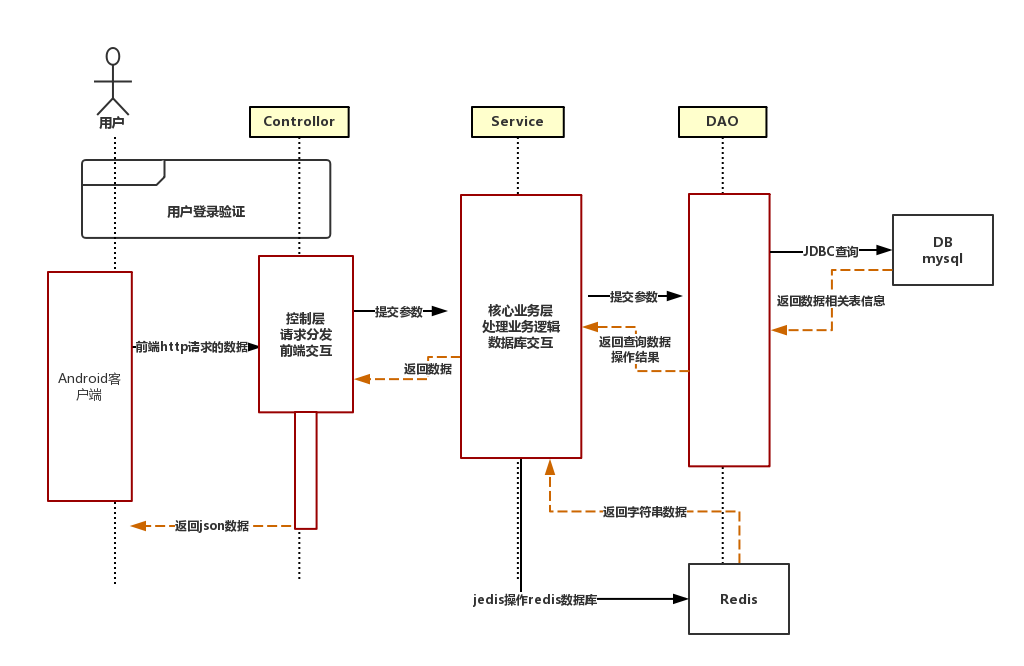 用户
Controllor
Service
DAO
用户登录验证
DB
mysql
JDBC查询
返回数据相关表信息
提交参数
提交参数
核心业务层
处理业务逻辑
数据库交互
控制层
请求分发
前端交互
前端http请求的数据
返回查询数据
操作结果
返回数据
Android客
户端
返回字符串数据
返回json数据
jedis操作redis数据库
Redis